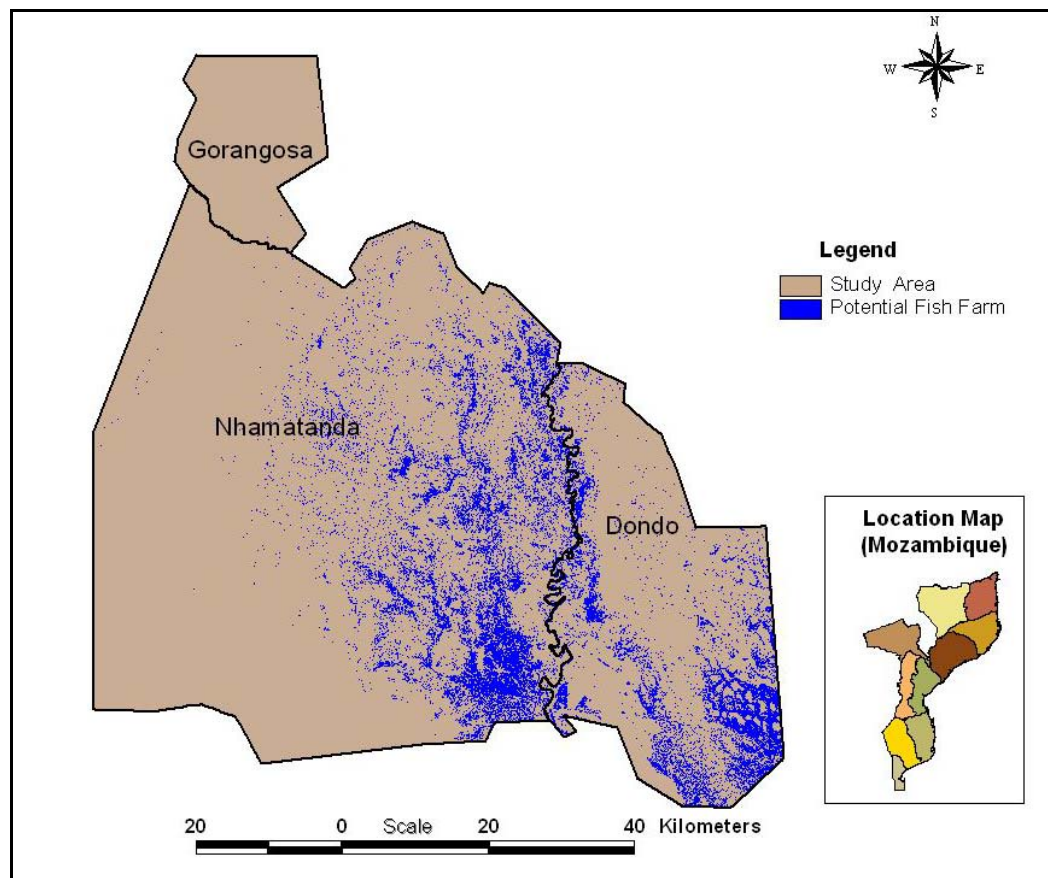 N
W E
S
Gorangosa
Legend
Study Area
Potential Fish Farm
Nhamatanda
Dondo
Location Map
(Mozambique)
20 0 Scale 20 40 Kilometers